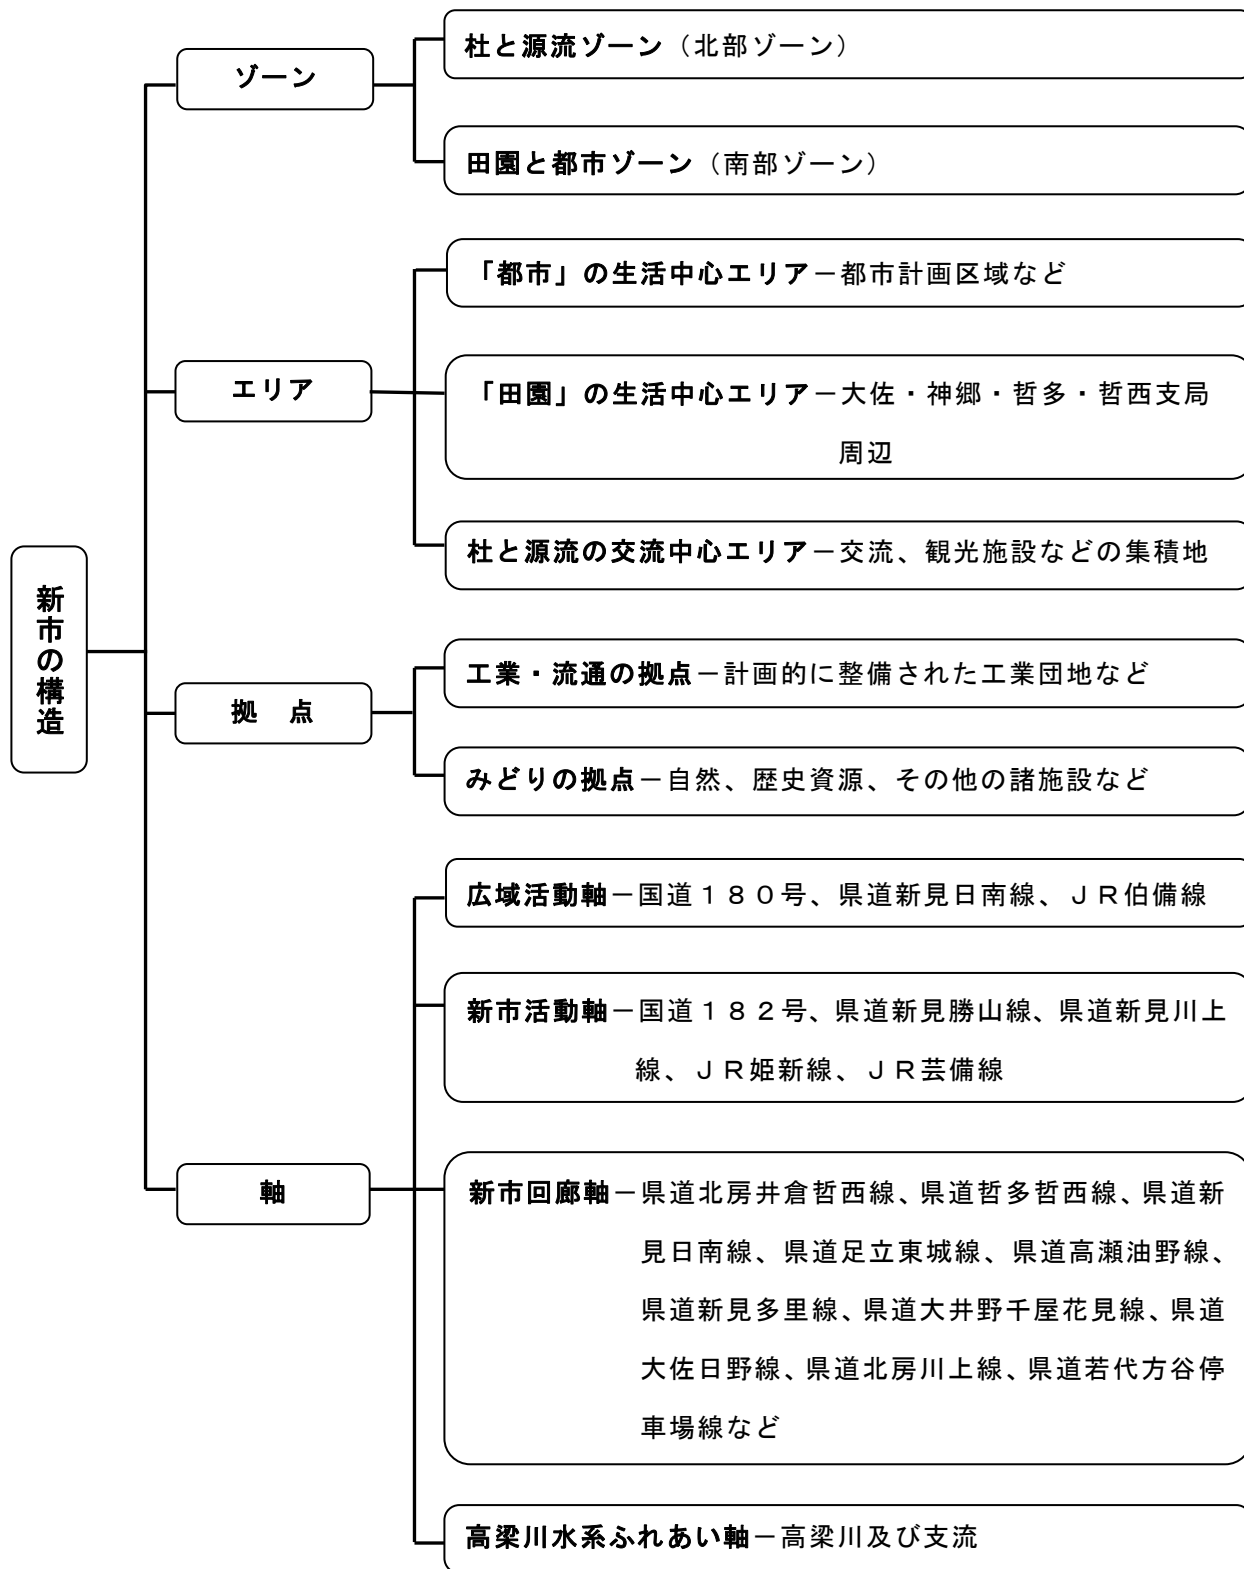 新市の構造
ゾーン
杜と源流ゾーン（北部ゾーン）
田園と都市ゾーン（南部ゾーン）
エリア
「都市」の生活中心エリア－都市計画区域など
「田園」の生活中心エリア－大佐・神郷・哲多・哲西支局
周辺
杜と源流の交流中心エリア－交流、観光施設などの集積地
拠　点
工業・流通の拠点－計画的に整備された工業団地など
みどりの拠点－自然、歴史資源、その他の諸施設など
軸
広域活動軸－国道１８０号、県道新見日南線、ＪＲ伯備線
新市活動軸－国道１８２号、県道新見勝山線、県道新見川上
線、ＪＲ姫新線、ＪＲ芸備線
新市回廊軸－県道北房井倉哲西線、県道哲多哲西線、県道新
見日南線、県道足立東城線、県道高瀬油野線、
県道新見多里線、県道大井野千屋花見線、県道
大佐日野線、県道北房川上線、県道若代方谷停
車場線など
高梁川水系ふれあい軸－高梁川及び支流